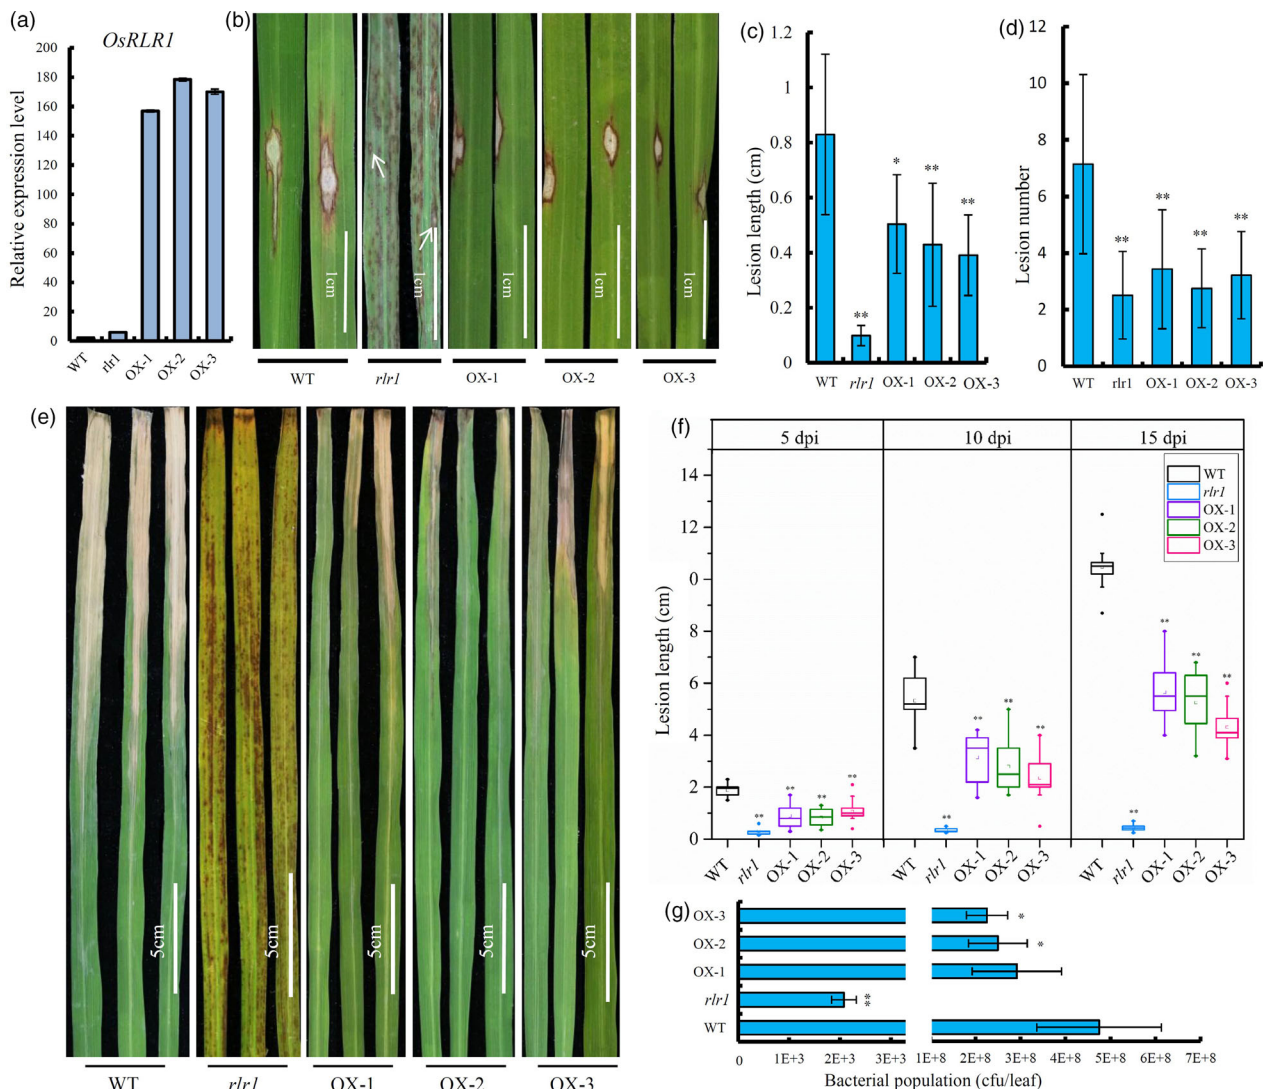 (a)
OsRLR1
Relative expression level
200
180
160
140
120
100
80
60
40
20
0
WT
rlr1
OX-1
OX-2
OX-3
(b)
1cm
1cm
1cm
1cm
1cm
WT
rlr1
OX-1
OX-2
OX-3
(c)
Lesion length (cm)
1.2
1
0.8
0.6
0.4
0.2
0
**
*
**
**
WT
rlr1
OX-1
OX-2
OX-3
(d)
Lesion number
12
10
8
6
4
2
0
**
**
**
**
WT
rlr1
OX-1
OX-2
OX-3
(e)
5cm
5cm
5cm
5cm
5cm
WT
rlr1
OX-1
OX-2
OX-3
(f)
5 dpi
10 dpi
15 dpi
WT
rlr1
OX-1
OX-2
OX-3
Lesion length (cm)
14
12
0
8
6
4
2
0
**
**
**
**
**
**
**
**
**
**
**
**
WT
rlr1
OX-1
OX-2
OX-3
WT
rlr1
OX-1
OX-2
OX-3
WT
rlr1
OX-1
OX-2
OX-3
(g)
OX-3
*
OX-2
*
OX-1
rlr1
**
WT
0
1E+3
2E+3
3E+3
1E+8
2E+8
3E+8
4E+8
5E+8
6E+8
7E+8
Bacterial population (cfu/leaf)